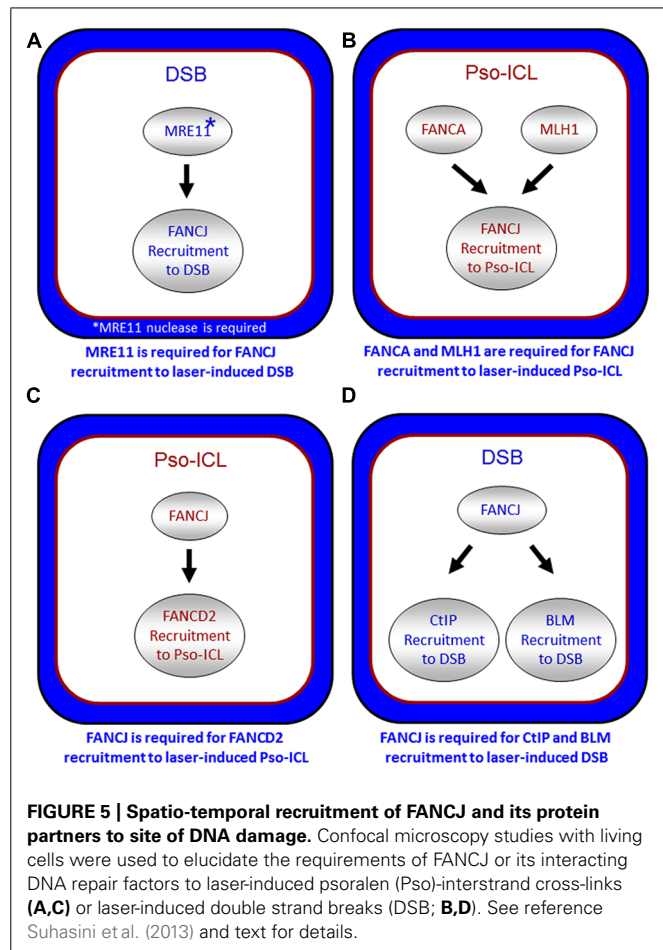 A
DSB
MRE11*
FANCJ
Recruitment
to DSB
*MRE11 nuclease is required
MRE11 is required for FANCJ
recruitment to laser-induced DSB
B
Pso-ICL
FANCA
MLH1
FANCJ
Recruitment
to Pso-ICL
FANCA and MLH1 are required for FANCJ
recruitment to laser-induced Pso-ICL
C
Pso-ICL
FANCJ
FANCD2
Recruitment
to Pso-ICL
FANCJ is required for FANCD2
recruitment to laser-induced Pso-ICL
D
DSB
FANCJ
CtIP
Recruitment
to DSB
BLM
Recruitment
to DSB
FANCJ is required for CtIP and BLM
recruitment to laser-induced DSB
FIGURE 5 | Spatio-temporal recruitment of FANCJ and its protein
partners to site of DNA damage. Confocal microscopy studies with living
cells were used to elucidate the requirements of FANCJ or its interacting
DNA repair factors to laser-induced psoralen (Pso)-interstrand cross-links
(A,C) or laser-induced double strand breaks (DSB; B,D). See reference
Suhasini et al. (2013) and text for details.